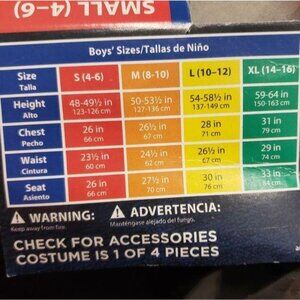 SMALL (4-6)
Boys' Sizes/Tallas de Niño
Size S (4-6) M (8-10) L (10-12) XL (14-16)
Talla
Height 48-49½ in 50-53½ in 54-58½ in 59-64 in
Alto 123-126 cm 127-136 cm 137-149 cm 150-163 cm
Chest 26 in 26½ in 28 in 31 in
Pecho 66 cm 67 cm 71 cm 79 cm
Waist 23½ in 24½ in 26½ in 29 in
Cintura 60 cm 62 cm 67 cm 74 cm
Seat 26 in 27½ in 30 in 33 in
Asiento 66 cm 70 cm 76 cm 84 cm
WARNING: ADVERTENCIA:
Keep away from fire. Manténgase alejado del fuego.
CHECK FOR ACCESSORIES
COSTUME IS 1 OF 4 PIECES